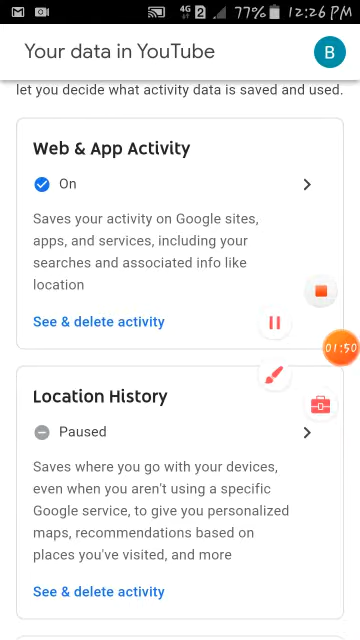 4G 2 77% 12:26 PM
Your data in YouTube B
let you decide what activity data is saved and used.
Web & App Activity
On
Saves your activity on Google sites,
apps, and services, including your
searches and associated info like
location
See & delete activity
01:50
Location History
Paused
Saves where you go with your devices,
even when you aren't using a specific
Google service, to give you personalized
maps, recommendations based on
places you've visited, and more
See & delete activity